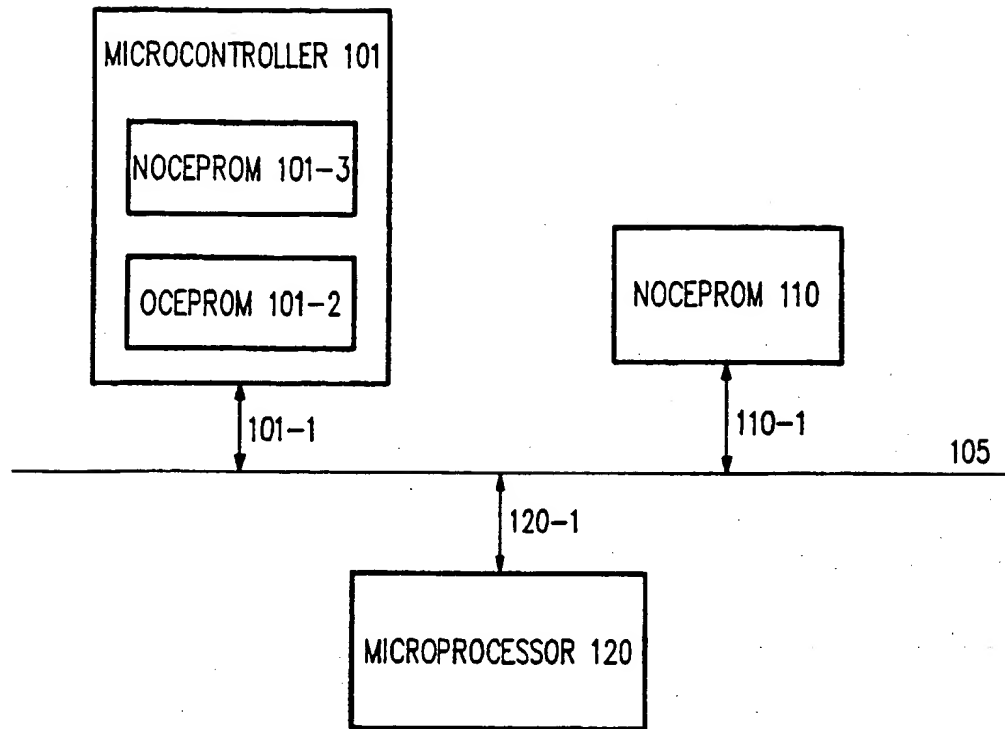 MICROCONTROLLER 101
NOCEPROM 101-3
OCEPROM 101-2
NOCEPROM 110
101-1
110-1
105
120-1
MICROPROCESSOR 120